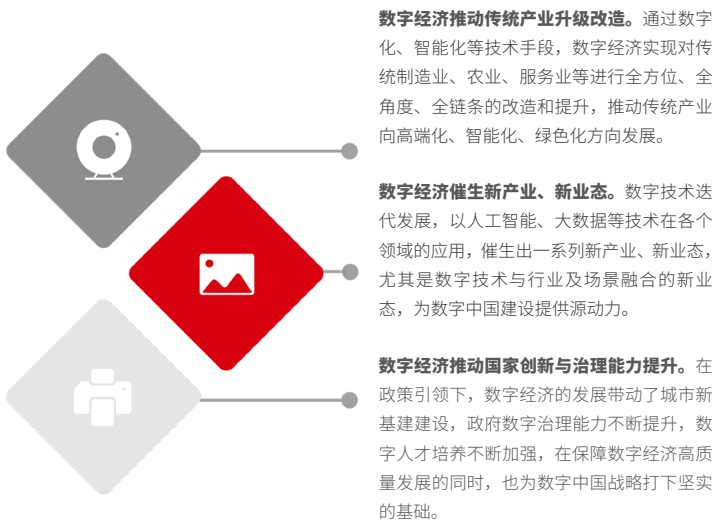 数字经济推动传统产业升级改造。通过数字
化、智能化等技术手段，数字经济实现对传
统制造业、农业、服务业等进行全方位、全
角度、全链条的改造和提升，推动传统产业
向高端化、智能化、绿色化方向发展。
数字经济催生新产业、新业态。数字技术迭
代发展，以人工智能、大数据等技术在各个
领域的应用，催生出一系列新产业、新业态，
尤其是数字技术与行业及场景融合的新业
态，为数字中国建设提供源动力。
数字经济推动国家创新与治理能力提升。在
政策引领下，数字经济的发展带动了城市新
基建建设，政府数字治理能力不断提升，数
字人才培养不断加强，在保障数字经济高质
量发展的同时，也为数字中国战略打下坚实
的基础。